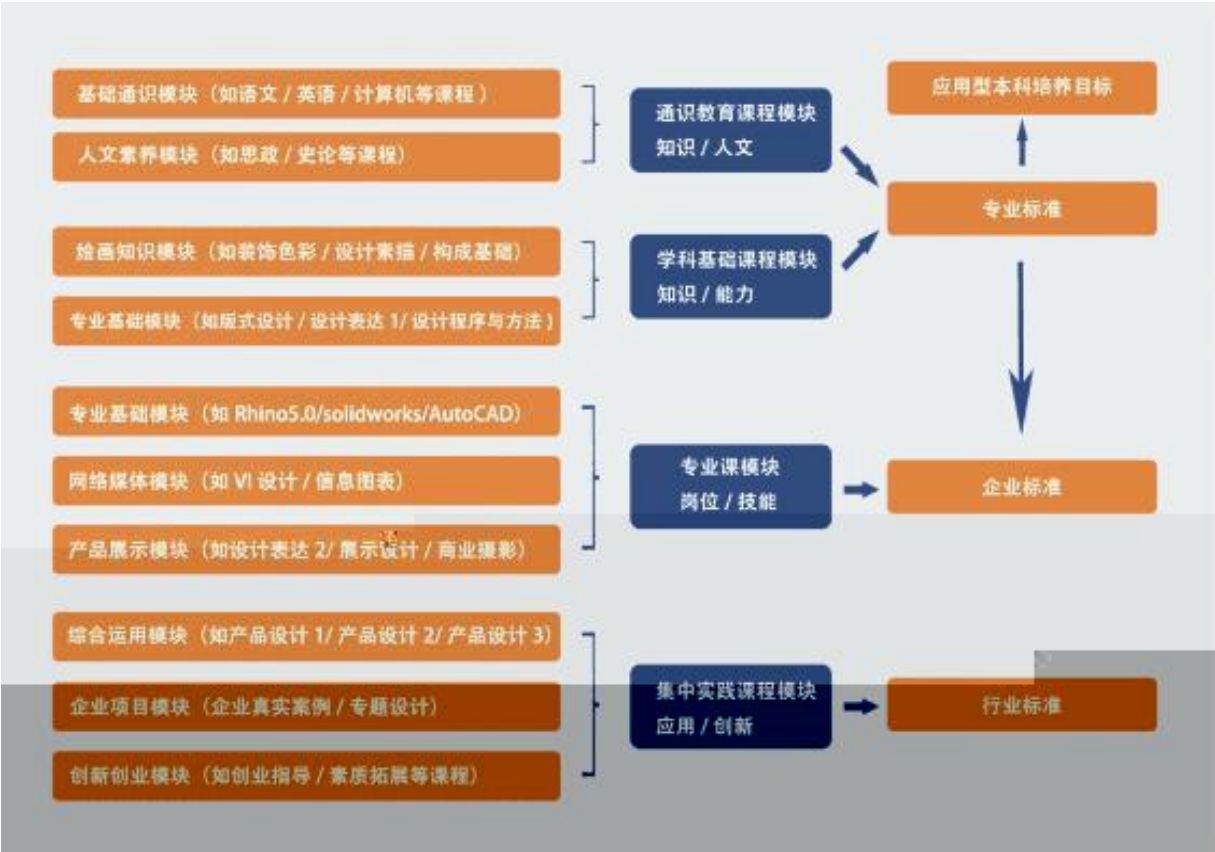 基础通识模块（如语文 / 英语 / 计算机等课程 ）
人文素养模块（如思政 / 史论等课程）
通识教育课程模块
知识 / 人文
应用型本科培养目标
专业标准
绘画知识模块（如装饰色彩 / 设计素描 / 构成基础）
专业基础模块（如版式设计 / 设计表达 1/ 设计程序与方法 ）
学科基础课程模块
知识 / 能力
专业基础模块（如 Rhino5.0/solidworks/AutoCAD）
网络媒体模块（如 VI 设计 / 信息图表）
产品展示模块（如设计表达 2/ 展示设计 / 商业摄影）
专业课模块
岗位 / 技能
企业标准
综合运用模块（如产品设计 1/ 产品设计 2/ 产品设计 3）
企业项目模块（企业真实案例 / 专题设计）
创新创业模块（如创业指导 / 素质拓展等课程）
集中实践课程模块
应用 / 创新
行业标准